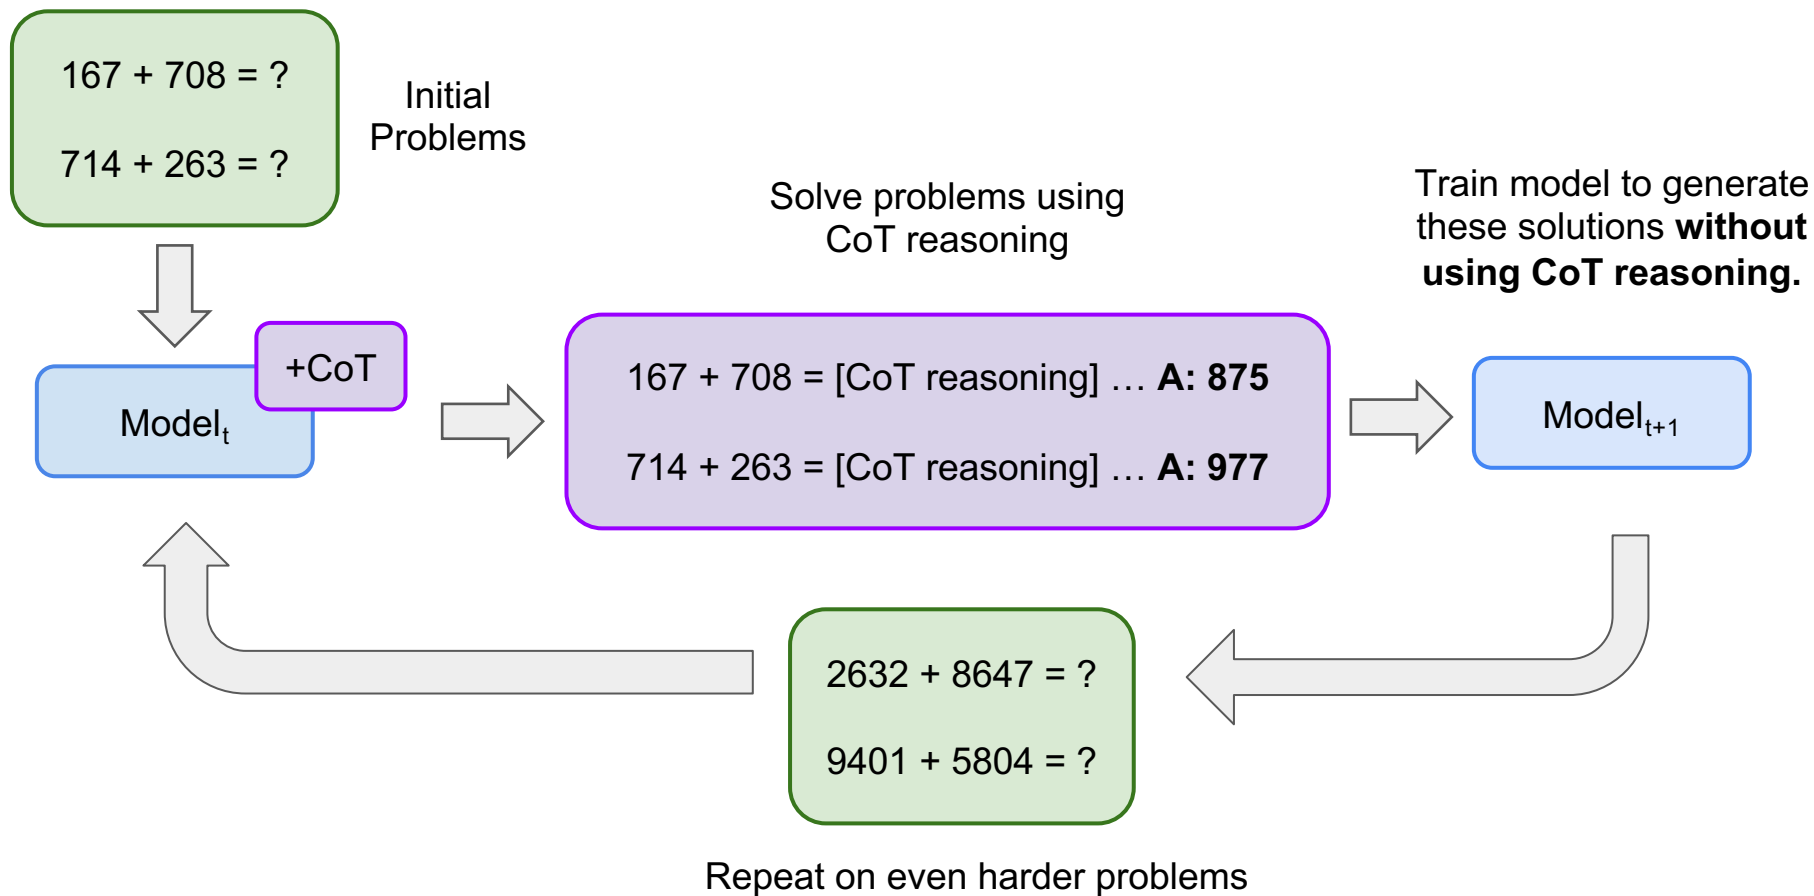 167 + 708 = ?
714 + 263 = ?
Initial
Problems
Solve problems using
CoT reasoning
Train model to generate
these solutions without
using CoT reasoning.
+CoT
Modelₜ
167 + 708 = [CoT reasoning] … A: 875
714 + 263 = [CoT reasoning] … A: 977
Modelₜ₊₁
2632 + 8647 = ?
9401 + 5804 = ?
Repeat on even harder problems